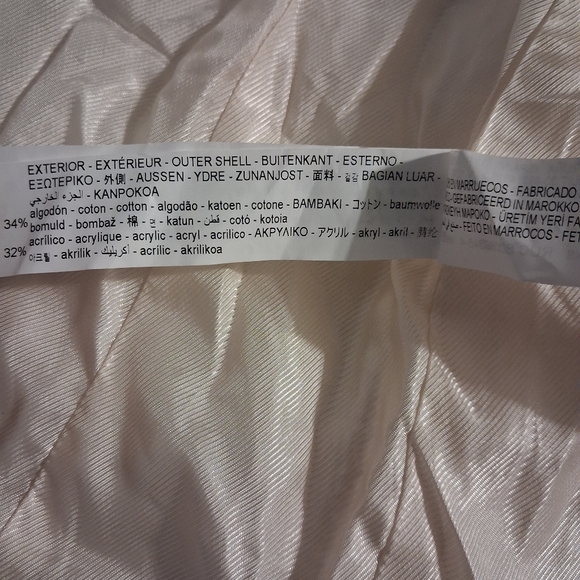 EXTERIOR - EXTÉRIEUR - OUTER SHELL - BUITENKANT - ESTERNO -
ΕΞΩΤΕΡΙΚΟ - 外側 - AUSSEN - YDRE - ZUNANJOST - 面料 - 겉감 BAGIAN LUAR -
الجزء الخارجي - KANPOKOA
34% algodón - coton - cotton - algodão - katoen - cotone - BAMBAKI - コットン - baumwolle
bomuld - bombaž - 棉 - 면 - katun - قطن - cotó - kotoia
32% acrílico - acrylique - acrylic - acryl - acrilico - ΑΚΡΥΛΙΚΟ - アクリル - akryl - akril -
아크릴 - akrilik - أكريليك - acrílic - akrilikoa
MARRUECOS - FABRICADO
GEFABRICEERD IN MAROKKO
ΜΑΡΟΚΟ - ÜRETİM YERİ FA
- FEITO EN MARROCOS - FET